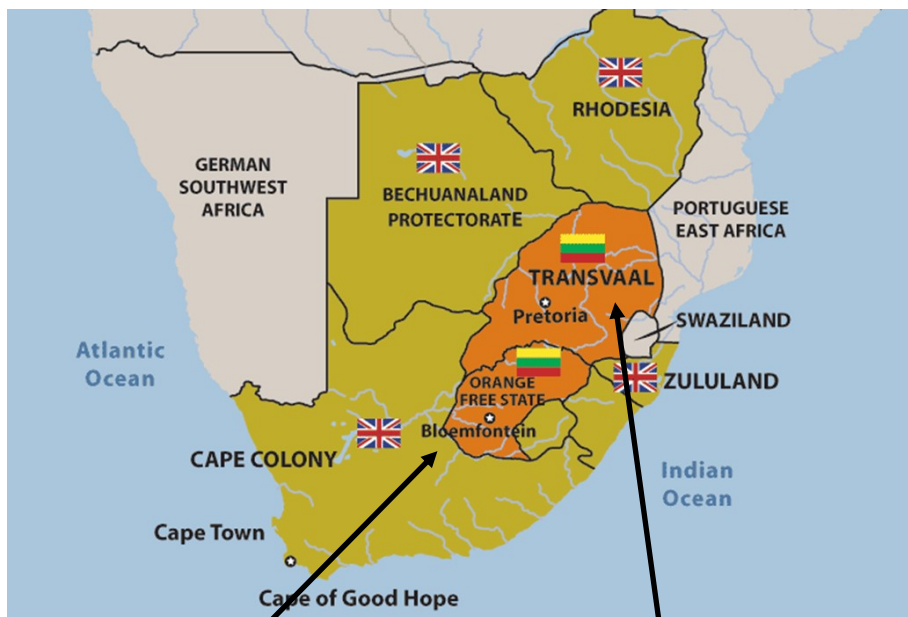 RHODESIA
GERMAN
SOUTHWEST
AFRICA
BECHUANALAND
PROTECTORATE
PORTUGUESE
EAST AFRICA
TRANSVAAL
Pretoria
SWAZILAND
Atlantic
Ocean
ORANGE
FREE STATE
ZULULAND
Bloemfontein
CAPE COLONY
Indian
Ocean
Cape Town
Cape of Good Hope